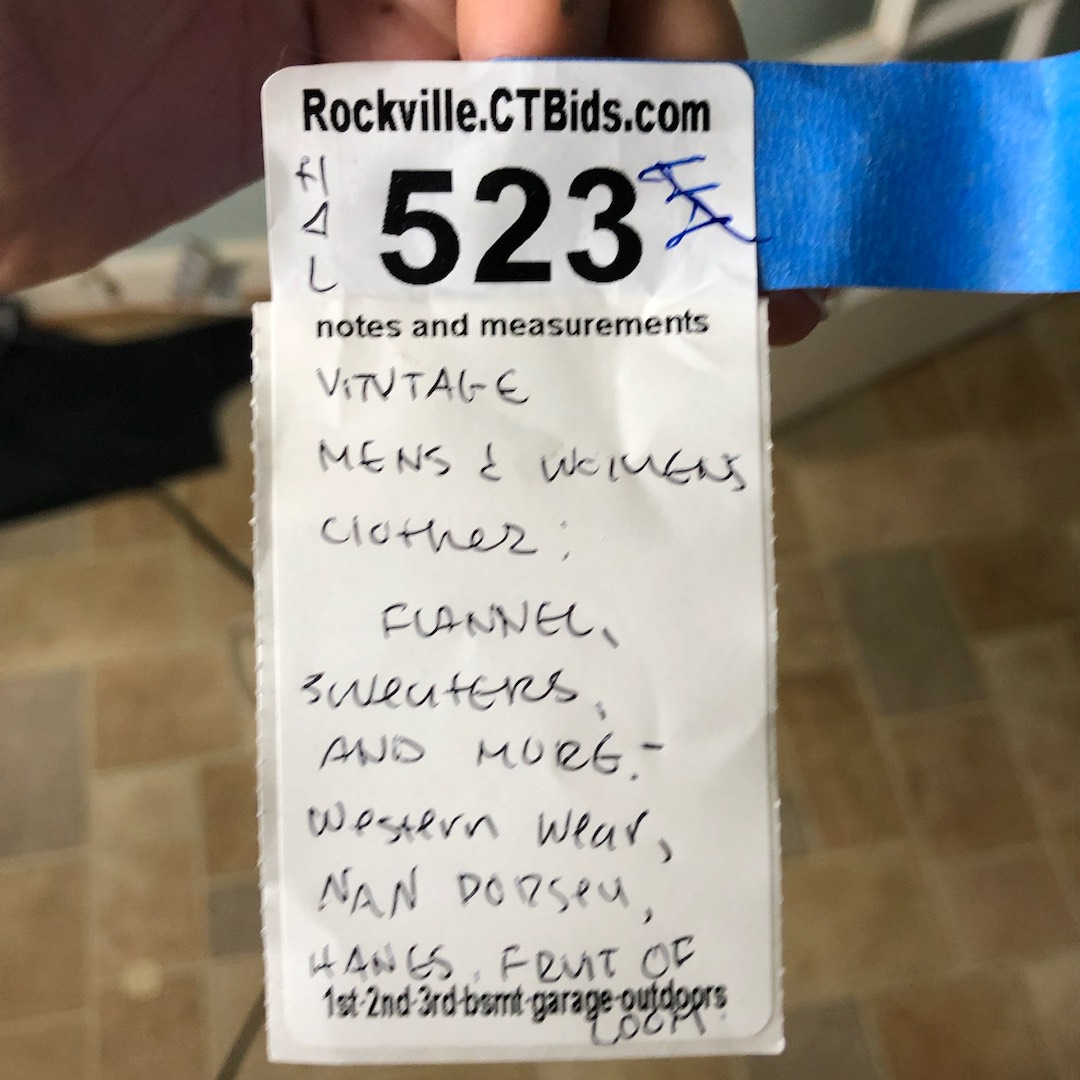 Rockville.CTBids.com
523
notes and measurements
VINTAGE
MENS & WOMENS
Clothes:
FLANNEL,
SWEATERS,
AND MORE.-
Western Wear,
NAN DORSEY,
HANES, FRUIT OF
1st-2nd-3rd-bsmt-garage-outdoors
LOOM.